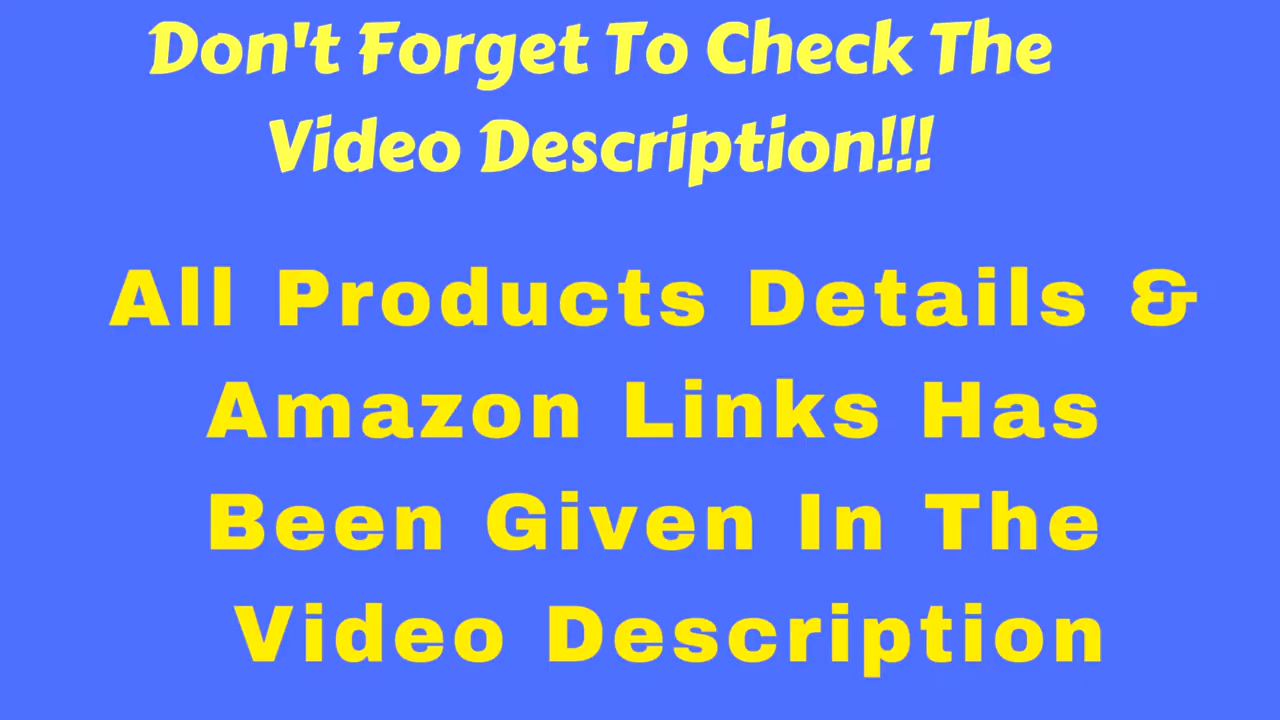 Don't Forget To Check The
Video Description!!!
All Products Details &
Amazon Links Has
Been Given In The
Video Description